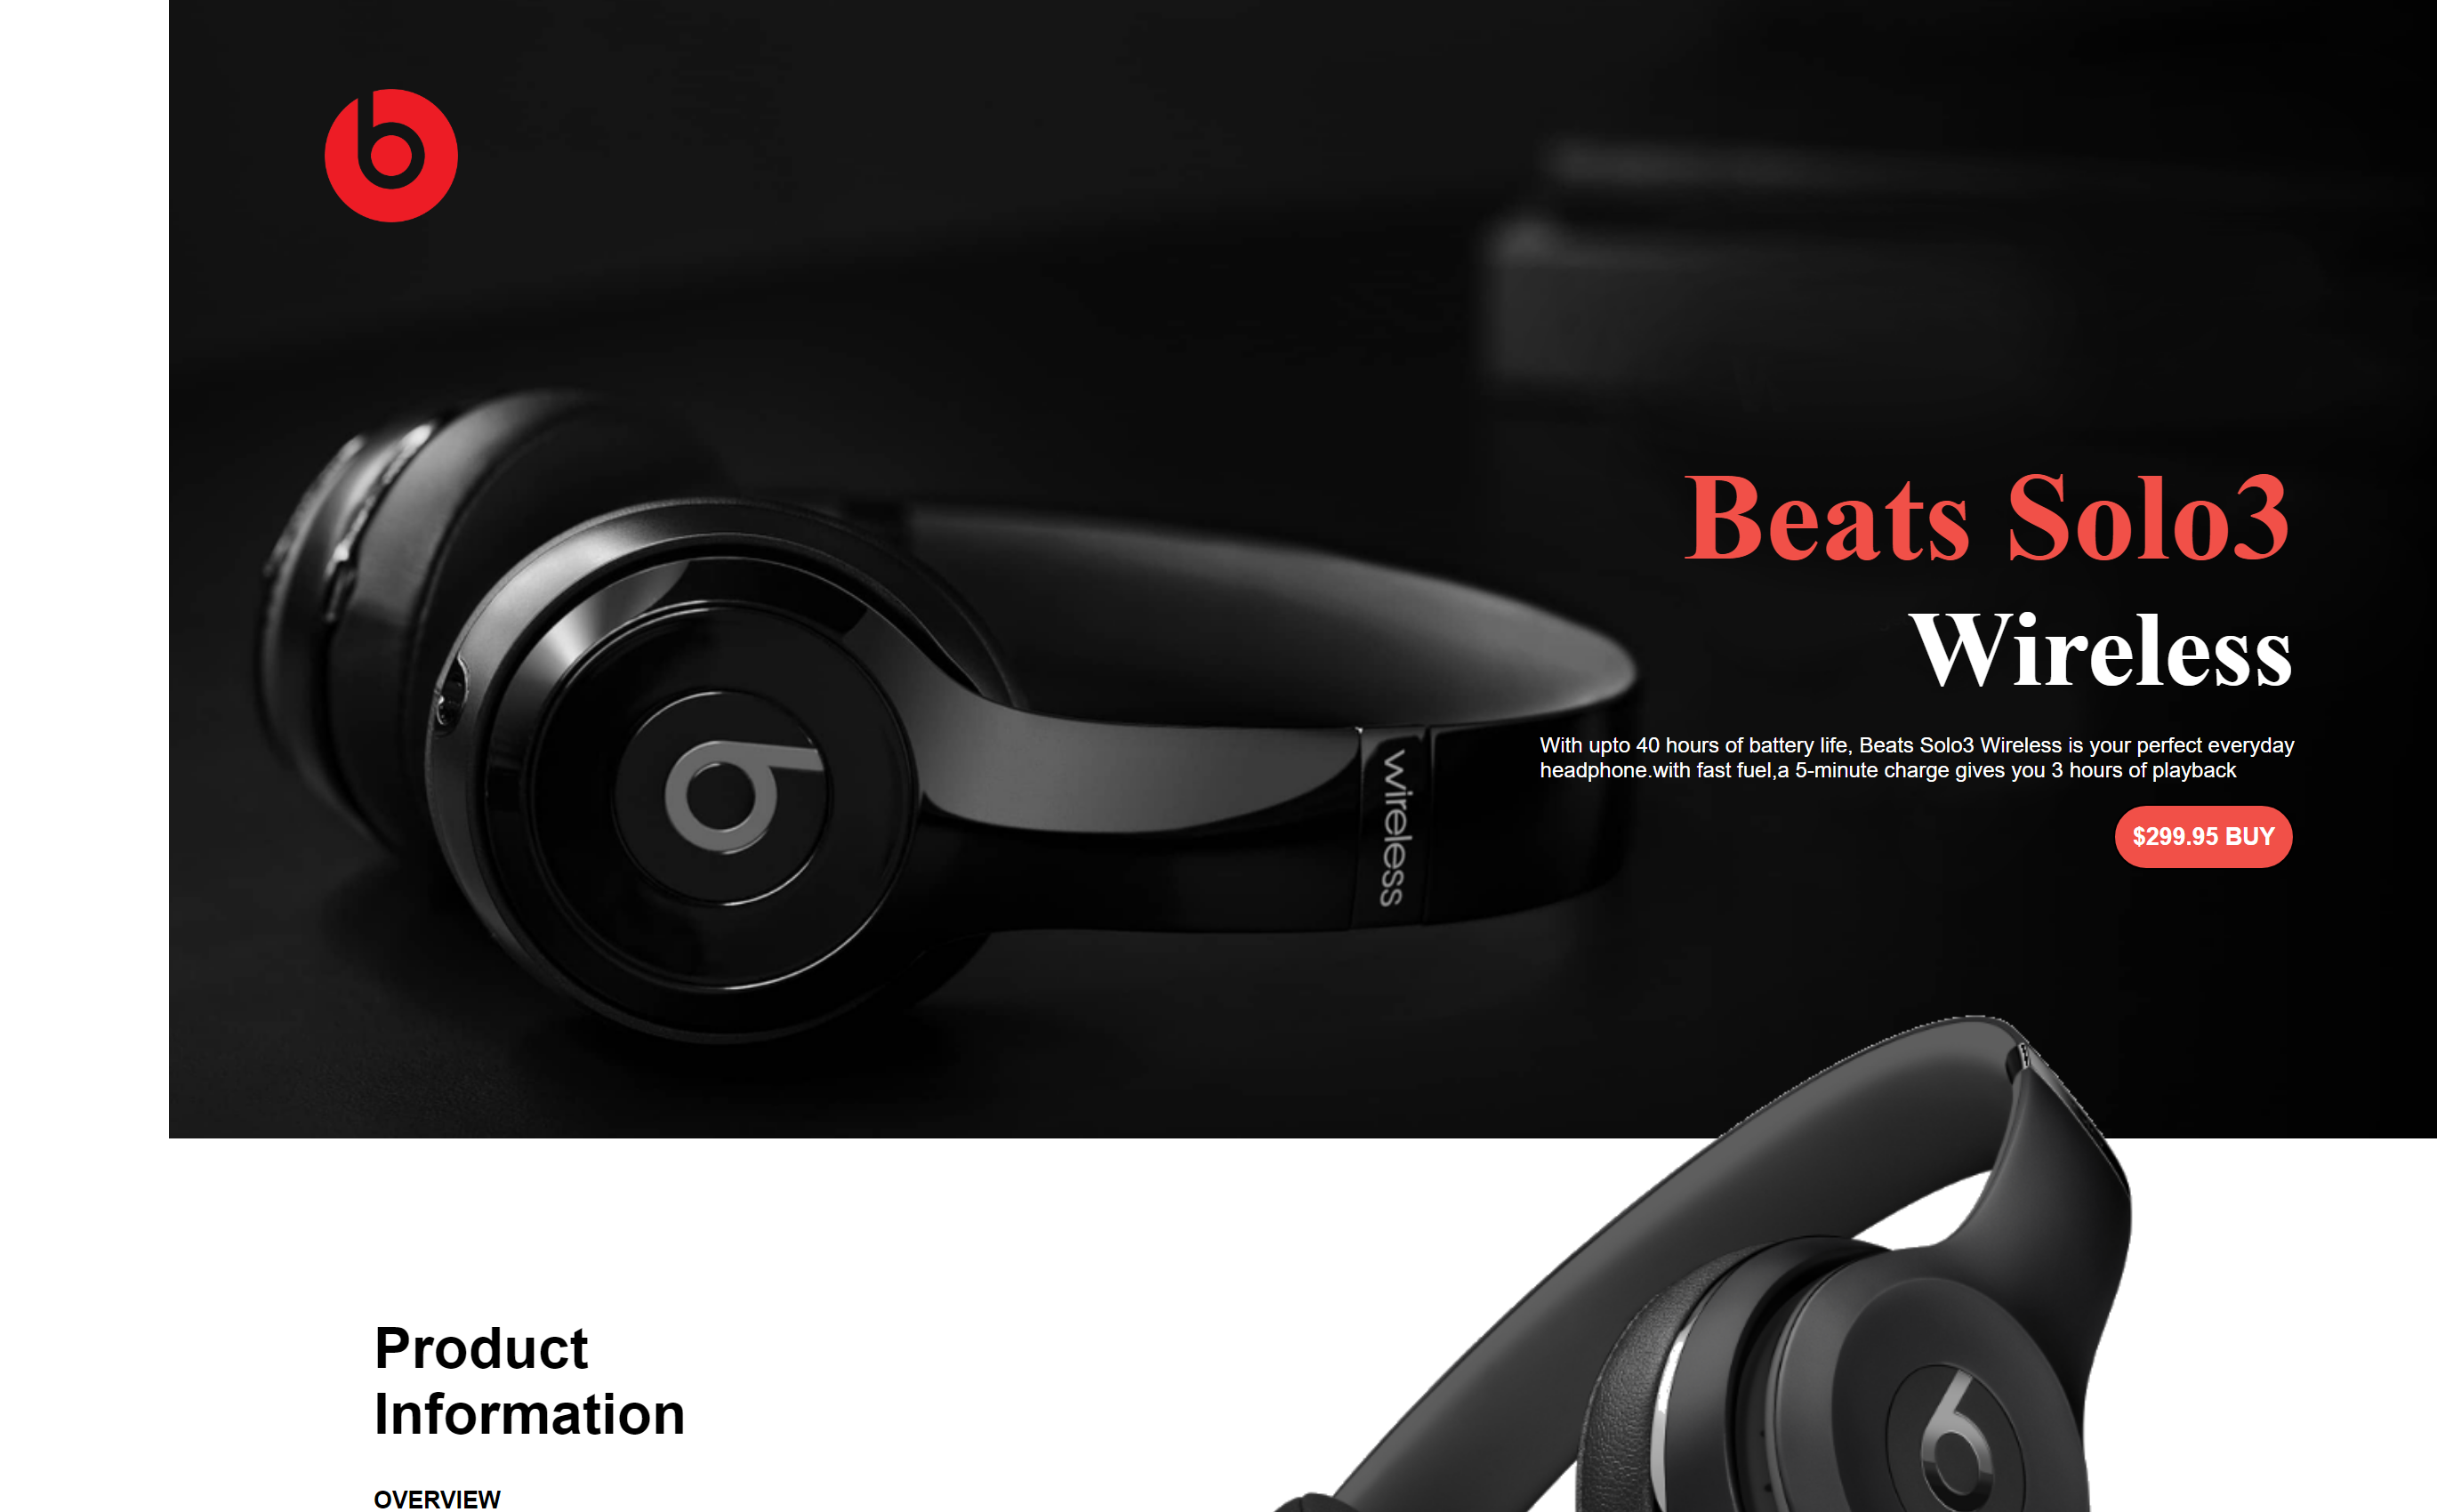 Beats Solo3
Wireless
With upto 40 hours of battery life, Beats Solo3 Wireless is your perfect everyday
headphone.with fast fuel,a 5-minute charge gives you 3 hours of playback
$299.95 BUY
wireless
Product
Information
OVERVIEW